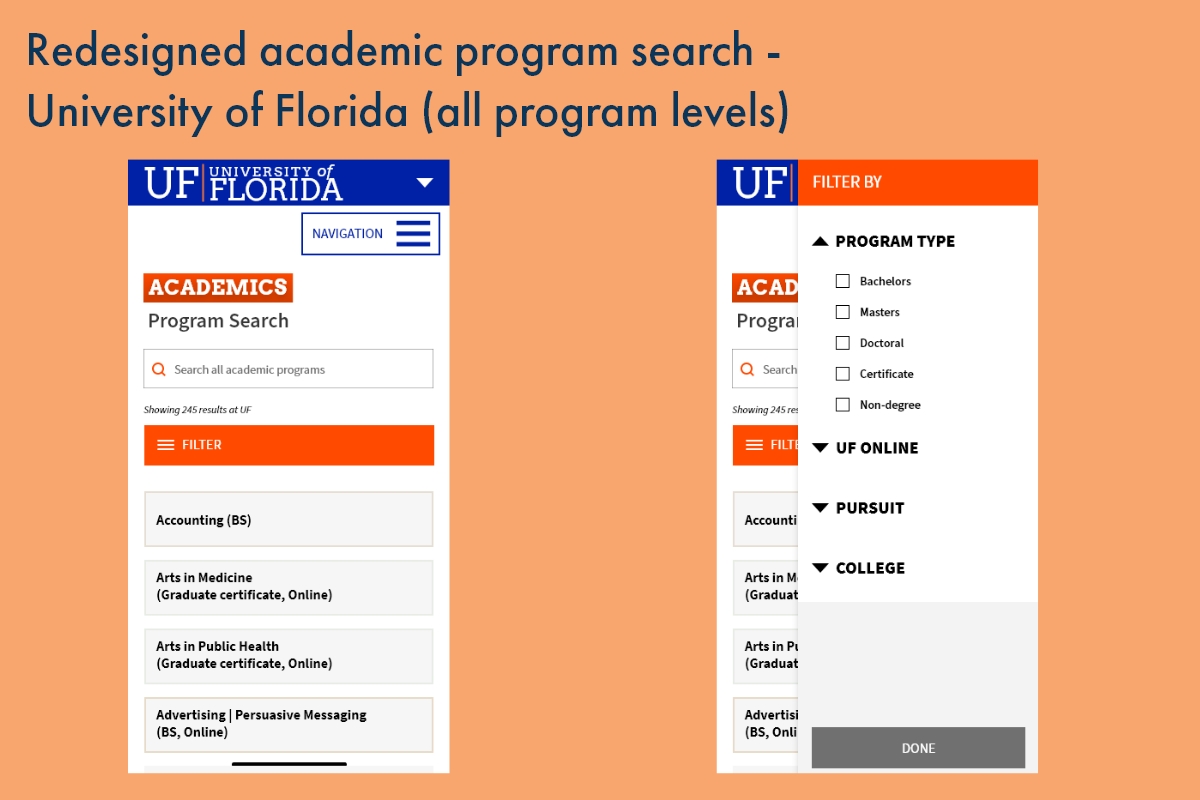 Redesigned academic program search -
University of Florida (all program levels)
UF UNIVERSITY of
FLORIDA
NAVIGATION
ACADEMICS
Program Search
Search all academic programs
Showing 245 results at UF
FILTER
Accounting (BS)
Arts in Medicine
(Graduate certificate, Online)
Arts in Public Health
(Graduate certificate, Online)
Advertising | Persuasive Messaging
(BS, Online)
UF
FILTER BY
ACAD
Progra
Search
Showing 245 res
FILTE
Accounti
Arts in M
(Graduat
Arts in Pu
(Graduat
Advertisi
(BS, Onli
PROGRAM TYPE
Bachelors
Masters
Doctoral
Certificate
Non-degree
UF ONLINE
PURSUIT
COLLEGE
DONE